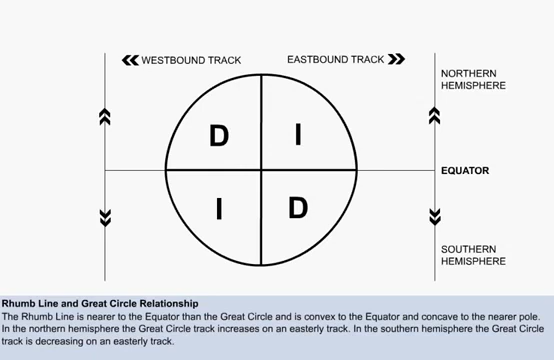 WESTBOUND TRACK
EASTBOUND TRACK
NORTHERN
HEMISPHERE
D
I
EQUATOR
I
D
SOUTHERN
HEMISPHERE
Rhumb Line and Great Circle Relationship
The Rhumb Line is nearer to the Equator than the Great Circle and is convex to the Equator and concave to the nearer pole.
In the northern hemisphere the Great Circle track increases on an easterly track. In the southern hemisphere the Great Circle
track is decreasing on an easterly track.